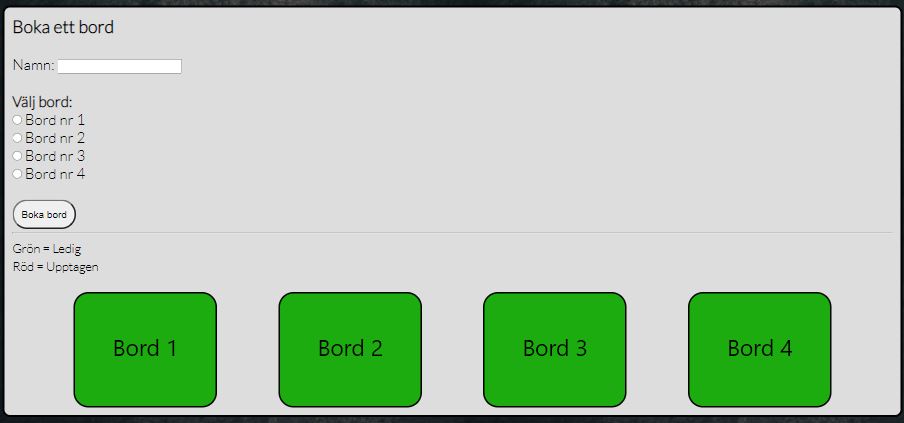 Boka ett bord
Namn:
Välj bord:
Bord nr 1
Bord nr 2
Bord nr 3
Bord nr 4
Boka bord
Grön = Ledig
Röd = Upptagen
Bord 1 Bord 2 Bord 3 Bord 4